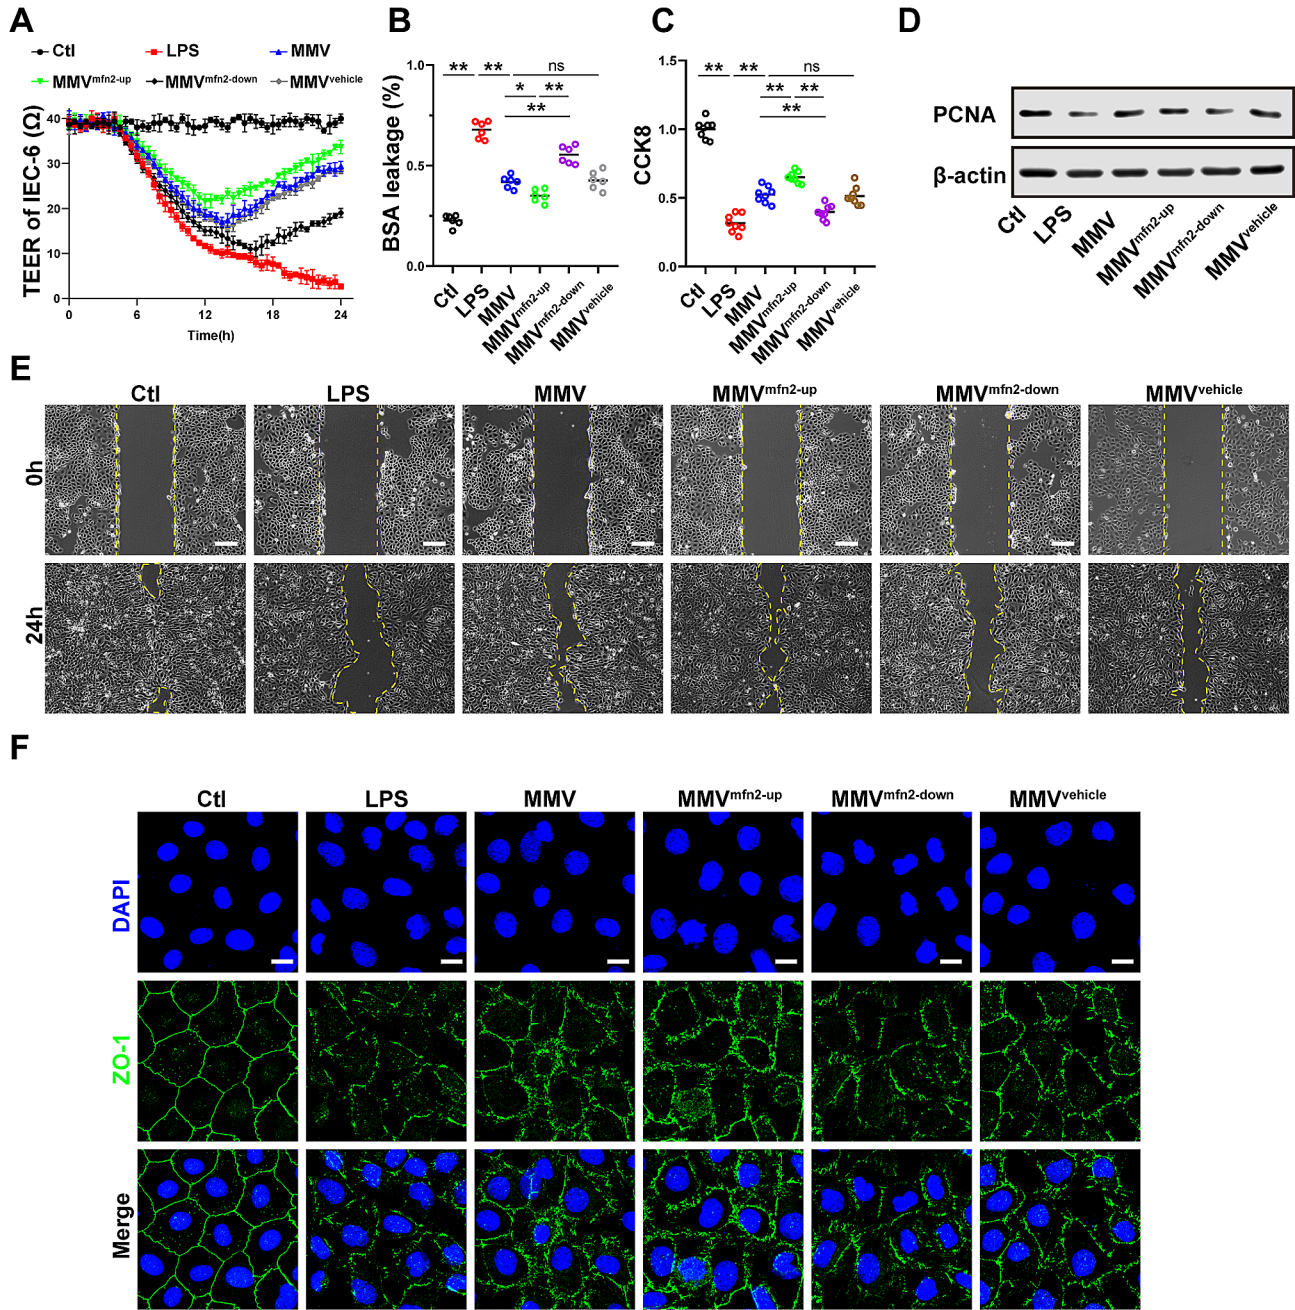 A
Ctl
LPS
MMV
MMVmfn2-up
MMVmfn2-down
MMVvehicle
TEER of IEC-6 (Ω)
40
30
20
10
0
0 6 12 18 24
Time(h)
B
BSA leakage (%)
1.0
0.5
0.0
** ** ns
* **
**
Ctl
LPS
MMV
MMVmfn2-up
MMVmfn2-down
MMVvehicle
C
CCK8
1.5
1.0
0.5
0.0
** ** ns
** **
**
Ctl
LPS
MMV
MMVmfn2-up
MMVmfn2-down
MMVvehicle
D
PCNA
β-actin
Ctl
LPS
MMV
MMVmfn2-up
MMVmfn2-down
MMVvehicle
E
Ctl LPS MMV MMVmfn2-up MMVmfn2-down MMVvehicle
0h
24h
F
Ctl LPS MMV MMVmfn2-up MMVmfn2-down MMVvehicle
DAPI
ZO-1
Merge